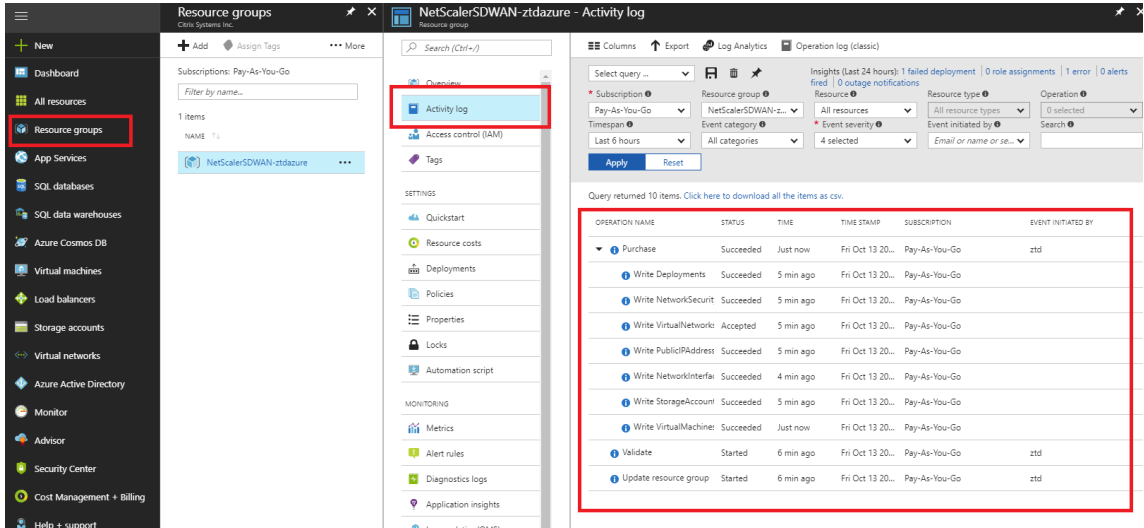 Resource groups
Citrix Systems Inc.
NetScalerSDWAN-ztdazure - Activity log
Resource group
New
Dashboard
All resources
Resource groups
App Services
SQL databases
SQL data warehouses
Azure Cosmos DB
Virtual machines
Load balancers
Storage accounts
Virtual networks
Azure Active Directory
Monitor
Advisor
Security Center
Cost Management + Billing
Help + support
Add Assign Tags ••• More
Subscriptions: Pay-As-You-Go
Filter by name...
1 items
NAME
NetScalerSDWAN-ztdazure •••
Search (Ctrl+/)
Overview
Activity log
Access control (IAM)
Tags
SETTINGS
Quickstart
Resource costs
Deployments
Policies
Properties
Locks
Automation script
MONITORING
Metrics
Alert rules
Diagnostics logs
Application insights
Columns Export Log Analytics Operation log (classic)
Select query ...
Insights (Last 24 hours): 1 failed deployment | 0 role assignments | 1 error | 0 alerts
fired | 0 outage notifications
* Subscription Resource group Resource Resource type Operation
Pay-As-You-Go NetScalerSDWAN-z... All resources All resource types 0 selected
Timespan Event category * Event severity Event initiated by Search
Last 6 hours All categories 4 selected Email or name or se...
Apply Reset
Query returned 10 items. Click here to download all the items as csv.
OPERATION NAME STATUS TIME TIME STAMP SUBSCRIPTION EVENT INITIATED BY
Purchase Succeeded Just now Fri Oct 13 20... Pay-As-You-Go ztd
Write Deployments Succeeded 5 min ago Fri Oct 13 20... Pay-As-You-Go
Write NetworkSecurit Succeeded 5 min ago Fri Oct 13 20... Pay-As-You-Go
Write VirtualNetworks Accepted 5 min ago Fri Oct 13 20... Pay-As-You-Go
Write PublicIPAddress Succeeded 5 min ago Fri Oct 13 20... Pay-As-You-Go
Write NetworkInterfac Succeeded 4 min ago Fri Oct 13 20... Pay-As-You-Go
Write StorageAccount Succeeded 5 min ago Fri Oct 13 20... Pay-As-You-Go
Write VirtualMachines Succeeded Just now Fri Oct 13 20... Pay-As-You-Go
Validate Started 6 min ago Fri Oct 13 20... Pay-As-You-Go ztd
Update resource group Started 6 min ago Fri Oct 13 20... Pay-As-You-Go ztd